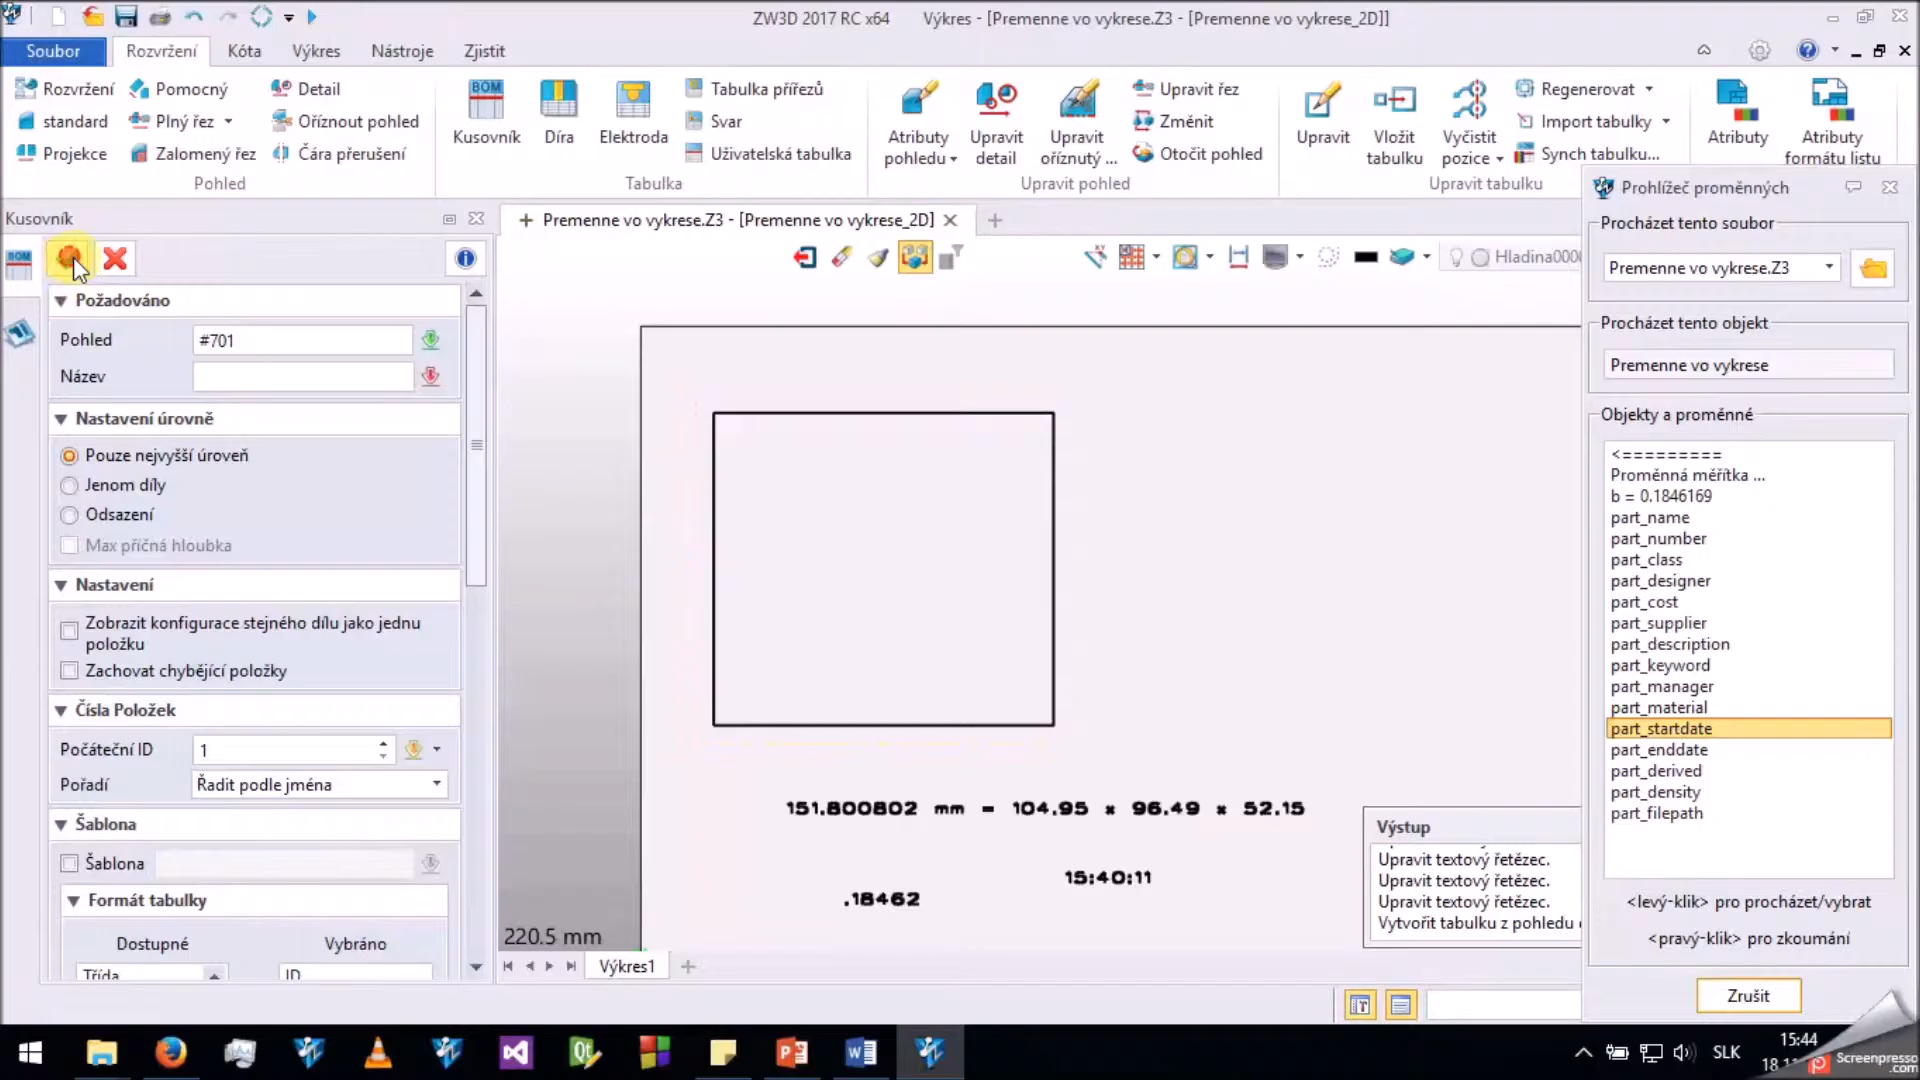 ZW3D 2017 RC x64 Výkres - [Premenne vo vykrese.Z3 - [Premenne vo vykrese_2D]]
Soubor Rozvržení Kóta Výkres Nástroje Zjistit
Rozvržení Pomocný Detail
standard Plný řez Oříznout pohled
Projekce Zalomený řez Čára přerušení
Pohled
BOM
Kusovník Díra Elektroda
Tabulka přířezů
Svar
Uživatelská tabulka
Tabulka
Atributy pohledu
Upravit detail
Upravit oříznutý ...
Upravit řez
Změnit
Otočit pohled
Upravit pohled
Upravit
Vložit tabulku
Vyčistit pozice
Regenerovat
Import tabulky
Synch tabulku...
Upravit tabulku
Atributy
Atributy formátu listu
Kusovník
BOM
Požadováno
Pohled #701
Název
Nastavení úrovně
Pouze nejvyšší úroveň
Jenom díly
Odsazení
Max příčná hloubka
Nastavení
Zobrazit konfigurace stejného dílu jako jednu
položku
Zachovat chybějící položky
Čísla Položek
Počáteční ID 1
Pořadí Řadit podle jména
Šablona
Šablona
Formát tabulky
Dostupné Vybráno
Třída ID
Premenne vo vykrese.Z3 - [Premenne vo vykrese_2D]
Hladina0000
151.800802 mm = 104.95 x 96.49 x 52.15
15:40:11
.18462
220.5 mm
Výkres1
Výstup
Upravit textový řetězec.
Upravit textový řetězec.
Upravit textový řetězec.
Vytvořit tabulku z pohledu
Prohlížeč proměnných
Procházet tento soubor
Premenne vo vykrese.Z3
Procházet tento objekt
Premenne vo vykrese
Objekty a proměnné
<=========
Proměnná měřítka ...
b = 0.1846169
part_name
part_number
part_class
part_designer
part_cost
part_supplier
part_description
part_keyword
part_manager
part_material
part_startdate
part_enddate
part_derived
part_density
part_filepath
<levý-klik> pro procházet/vybrat
<pravý-klik> pro zkoumání
Zrušit
SLK
15:44
Screenpresso
.com